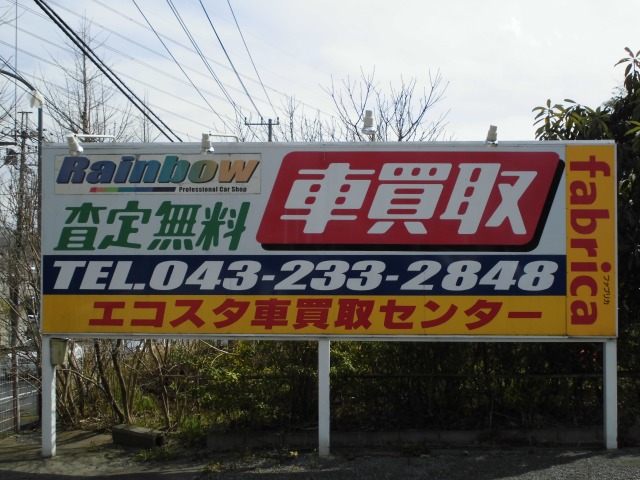 Rainbow
Professional Car Shop
査定無料
車買取
TEL.043-233-2848
エコスタ車買取センター
fabrica
ファブリカ